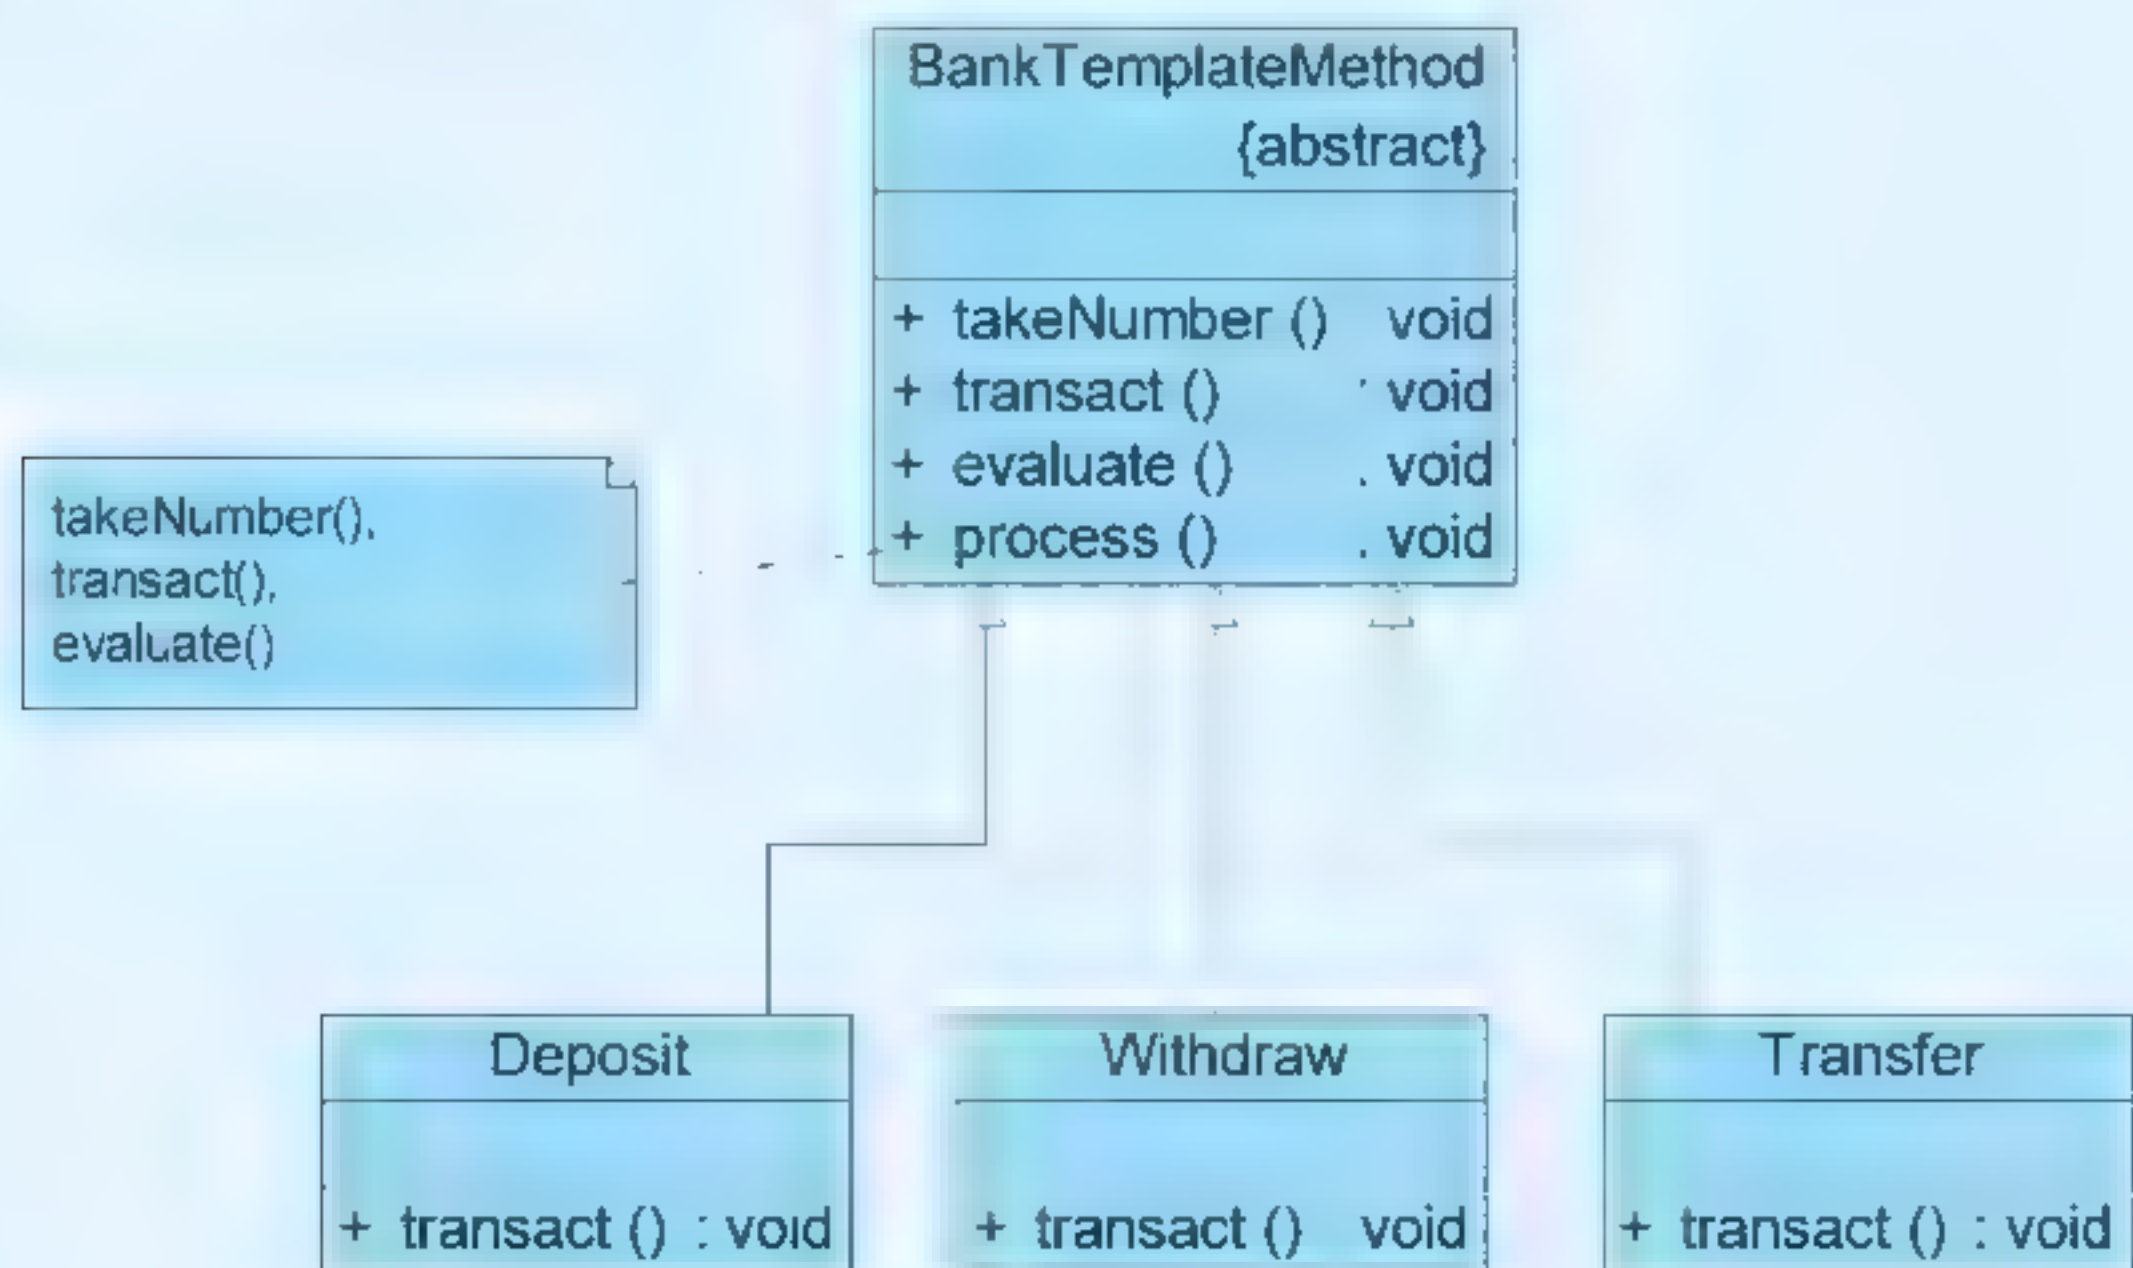 BankTemplateMethod
{abstract}
+ takeNumber () void
+ transact () : void
+ evaluate () : void
+ process () : void
takeNumber(),
transact(),
evaluate()
Deposit
+ transact () : void
Withdraw
+ transact () void
Transfer
+ transact () : void